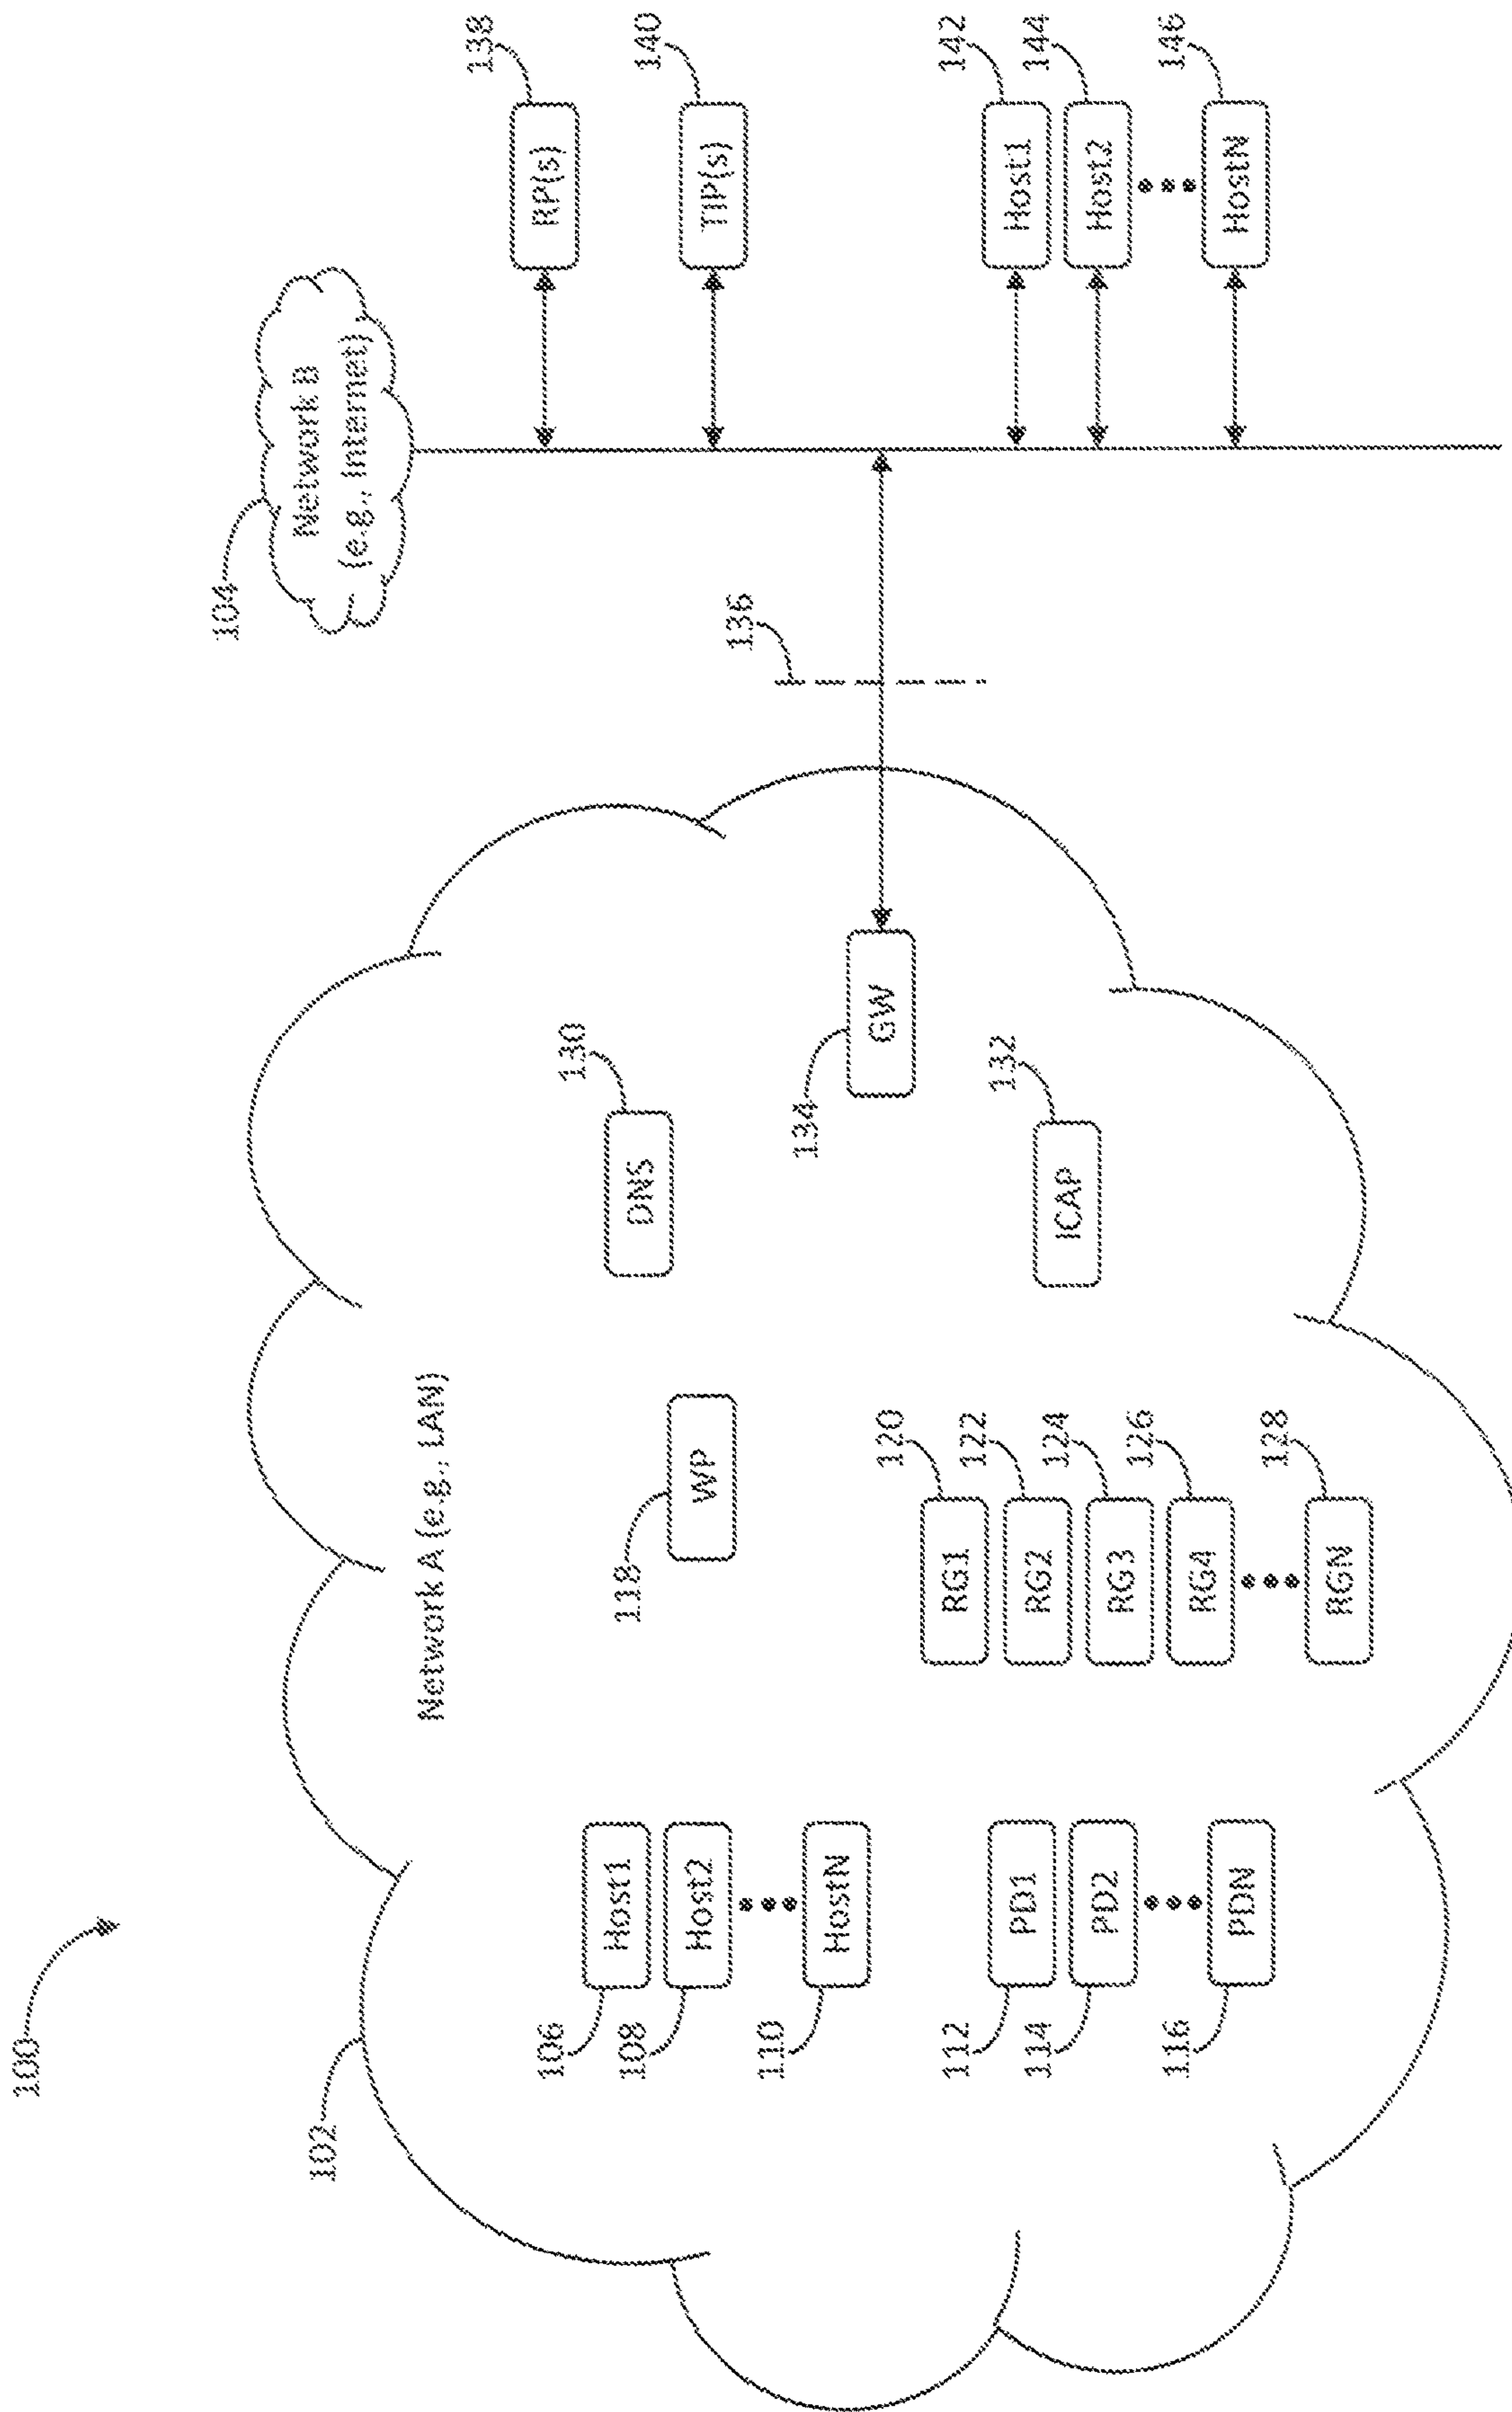 100
102
Network A (e.g., LAN)
104
Network B
(e.g., Internet)
106
Host1
108
Host2
110
HostN
112
PD1
114
PD2
116
PDN
118
WP
120
RG1
122
RG2
124
RG3
126
RG4
128
RGN
130
DNS
132
ICAP
134
GW
136
138
RP(s)
140
TIP(s)
142
Host1
144
Host2
146
HostN